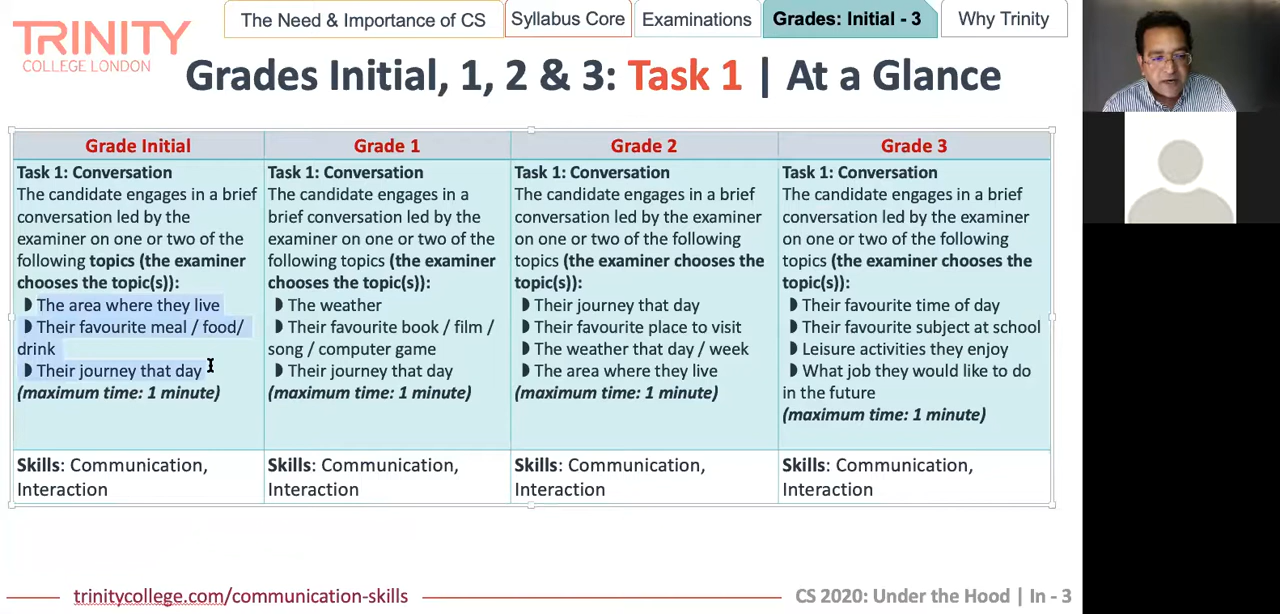 TRINITY
COLLEGE LONDON
The Need & Importance of CS
Syllabus Core
Examinations
Grades: Initial - 3
Why Trinity
Grades Initial, 1, 2 & 3: Task 1 | At a Glance
Grade Initial
Task 1: Conversation
The candidate engages in a brief
conversation led by the
examiner on one or two of the
following topics (the examiner
chooses the topic(s)):
◗ The area where they live
◗ Their favourite meal / food/
drink
◗ Their journey that day
(maximum time: 1 minute)
Skills: Communication,
Interaction
Grade 1
Task 1: Conversation
The candidate engages in a
brief conversation led by the
examiner on one or two of the
following topics (the examiner
chooses the topic(s)):
◗ The weather
◗ Their favourite book / film /
song / computer game
◗ Their journey that day
(maximum time: 1 minute)
Skills: Communication,
Interaction
Grade 2
Task 1: Conversation
The candidate engages in a brief
conversation led by the examiner
on one or two of the following
topics (the examiner chooses the
topic(s)):
◗ Their journey that day
◗ Their favourite place to visit
◗ The weather that day / week
◗ The area where they live
(maximum time: 1 minute)
Skills: Communication,
Interaction
Grade 3
Task 1: Conversation
The candidate engages in a brief
conversation led by the examiner
on one or two of the following
topics (the examiner chooses the
topic(s)):
◗ Their favourite time of day
◗ Their favourite subject at school
◗ Leisure activities they enjoy
◗ What job they would like to do
in the future
(maximum time: 1 minute)
Skills: Communication,
Interaction
trinitycollege.com/communication-skills
CS 2020: Under the Hood | In - 3